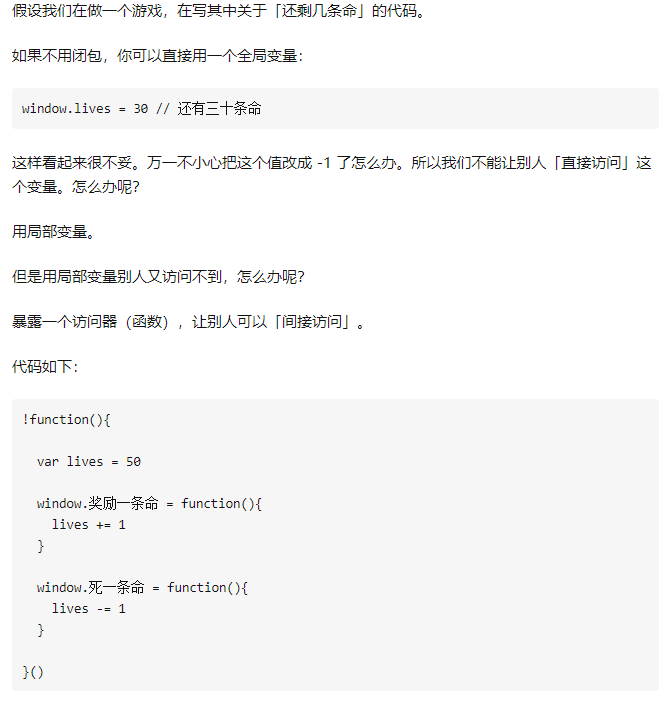 假设我们在做一个游戏，在写其中关于「还剩几条命」的代码。
如果不用闭包，你可以直接用一个全局变量：
window.lives = 30 // 还有三十条命
这样看起来很不妥。万一不小心把这个值改成 -1 了怎么办。所以我们不能让别人「直接访问」这
个变量。怎么办呢？
用局部变量。
但是用局部变量别人又访问不到，怎么办呢？
暴露一个访问器（函数），让别人可以「间接访问」。
代码如下：
!function(){
  var lives = 50
  window.奖励一条命 = function(){
    lives += 1
  }
  window.死一条命 = function(){
    lives -= 1
  }
}()